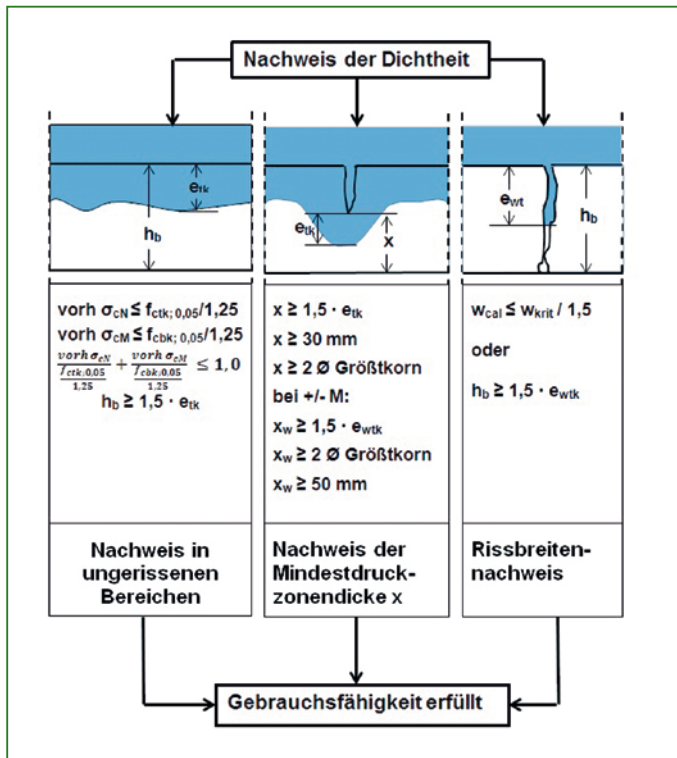 Nachweis der Dichtheit
e_tk
h_b
vorh σ_cN ≤ f_ctk; 0,05/1,25
vorh σ_cM ≤ f_cbk; 0,05/1,25
vorh σ_cN / (f_ctk;0,05 / 1,25) + vorh σ_cM / (f_cbk;0,05 / 1,25) ≤ 1,0
h_b ≥ 1,5 · e_tk
Nachweis in
ungerissenen
Bereichen
e_tk
x
x ≥ 1,5 · e_tk
x ≥ 30 mm
x ≥ 2 Ø Größtkorn
bei +/- M:
x_w ≥ 1,5 · e_wtk
x_w ≥ 2 Ø Größtkorn
x_w ≥ 50 mm
Nachweis der
Mindestdruck-
zonendicke x
e_wt
h_b
w_cal ≤ w_krit / 1,5
oder
h_b ≥ 1,5 · e_wtk
Rissbreiten-
nachweis
Gebrauchsfähigkeit erfüllt